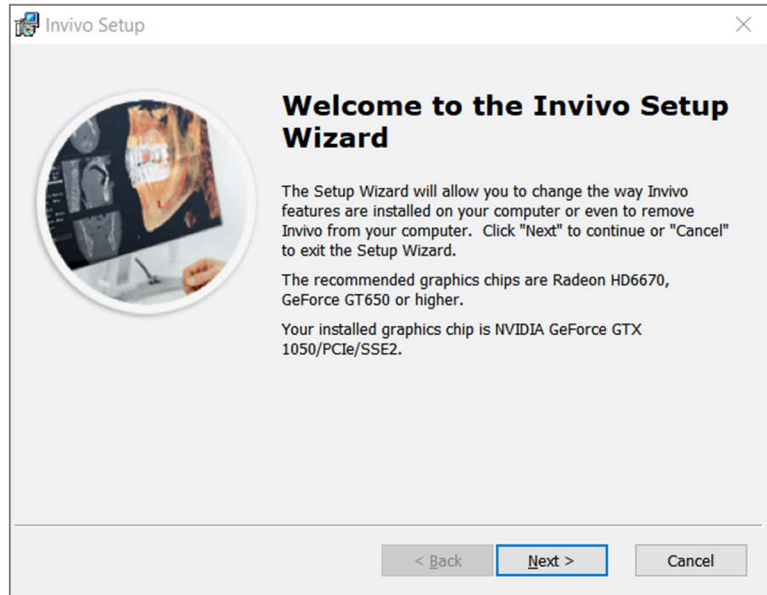 Invivo Setup
Welcome to the Invivo Setup
Wizard
The Setup Wizard will allow you to change the way Invivo
features are installed on your computer or even to remove
Invivo from your computer.  Click "Next" to continue or "Cancel"
to exit the Setup Wizard.
The recommended graphics chips are Radeon HD6670,
GeForce GT650 or higher.
Your installed graphics chip is NVIDIA GeForce GTX
1050/PCIe/SSE2.
< Back Next > Cancel